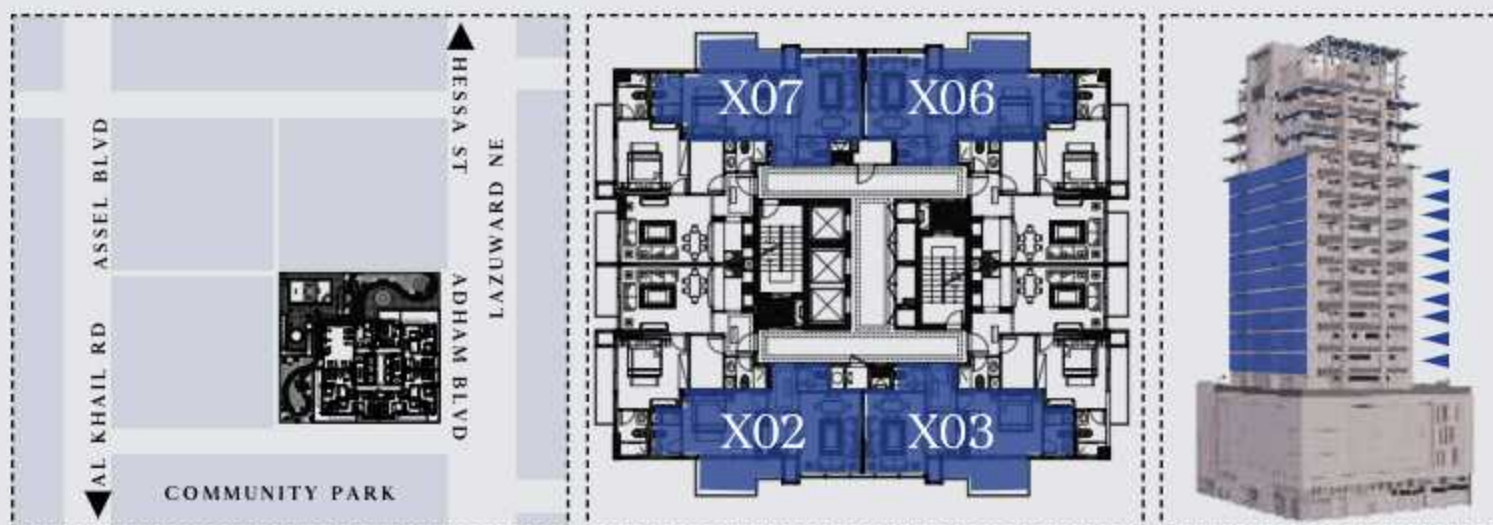 HESSA ST
LAZUWARD NE
ASSEL BLVD
ADHAM BLVD
AL KHAIL RD
COMMUNITY PARK
X07
X06
X02
X03